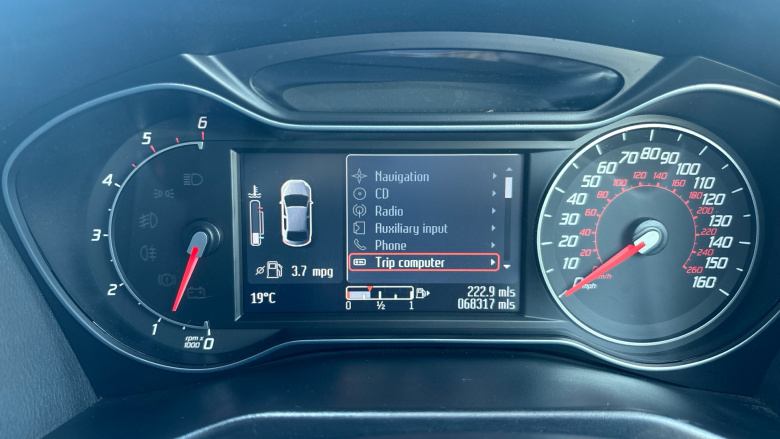 6
5
4
3
2
1
0
rpm x
1000
Navigation
CD
Radio
Auxiliary input
Phone
Trip computer
3.7 mpg
19°C
0 ½ 1
222.9 mls
068317 mls
0
10
20
30
40
50
60
70
80
90
100
110
120
130
140
150
160
mph
20
40
60
80
100
120
140
160
180
200
220
240
260
km/h